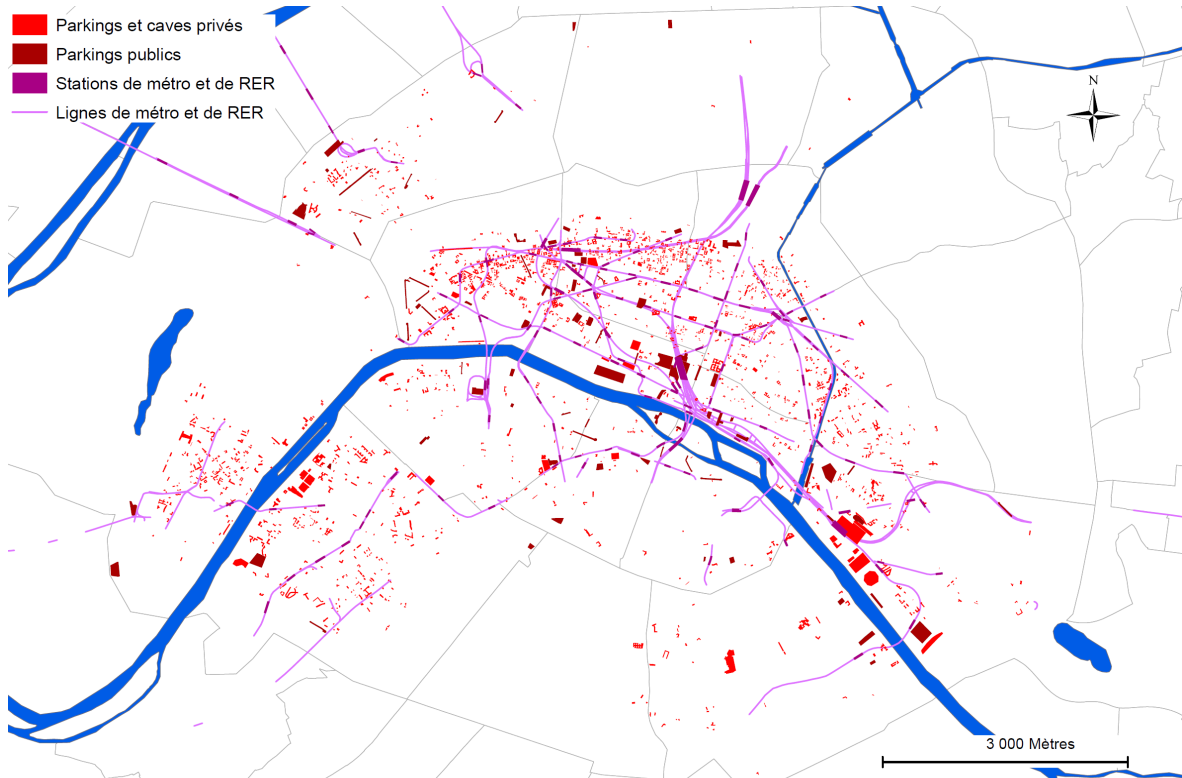 Parkings et caves privés
Parkings publics
Stations de métro et de RER
Lignes de métro et de RER
N
3 000 Mètres